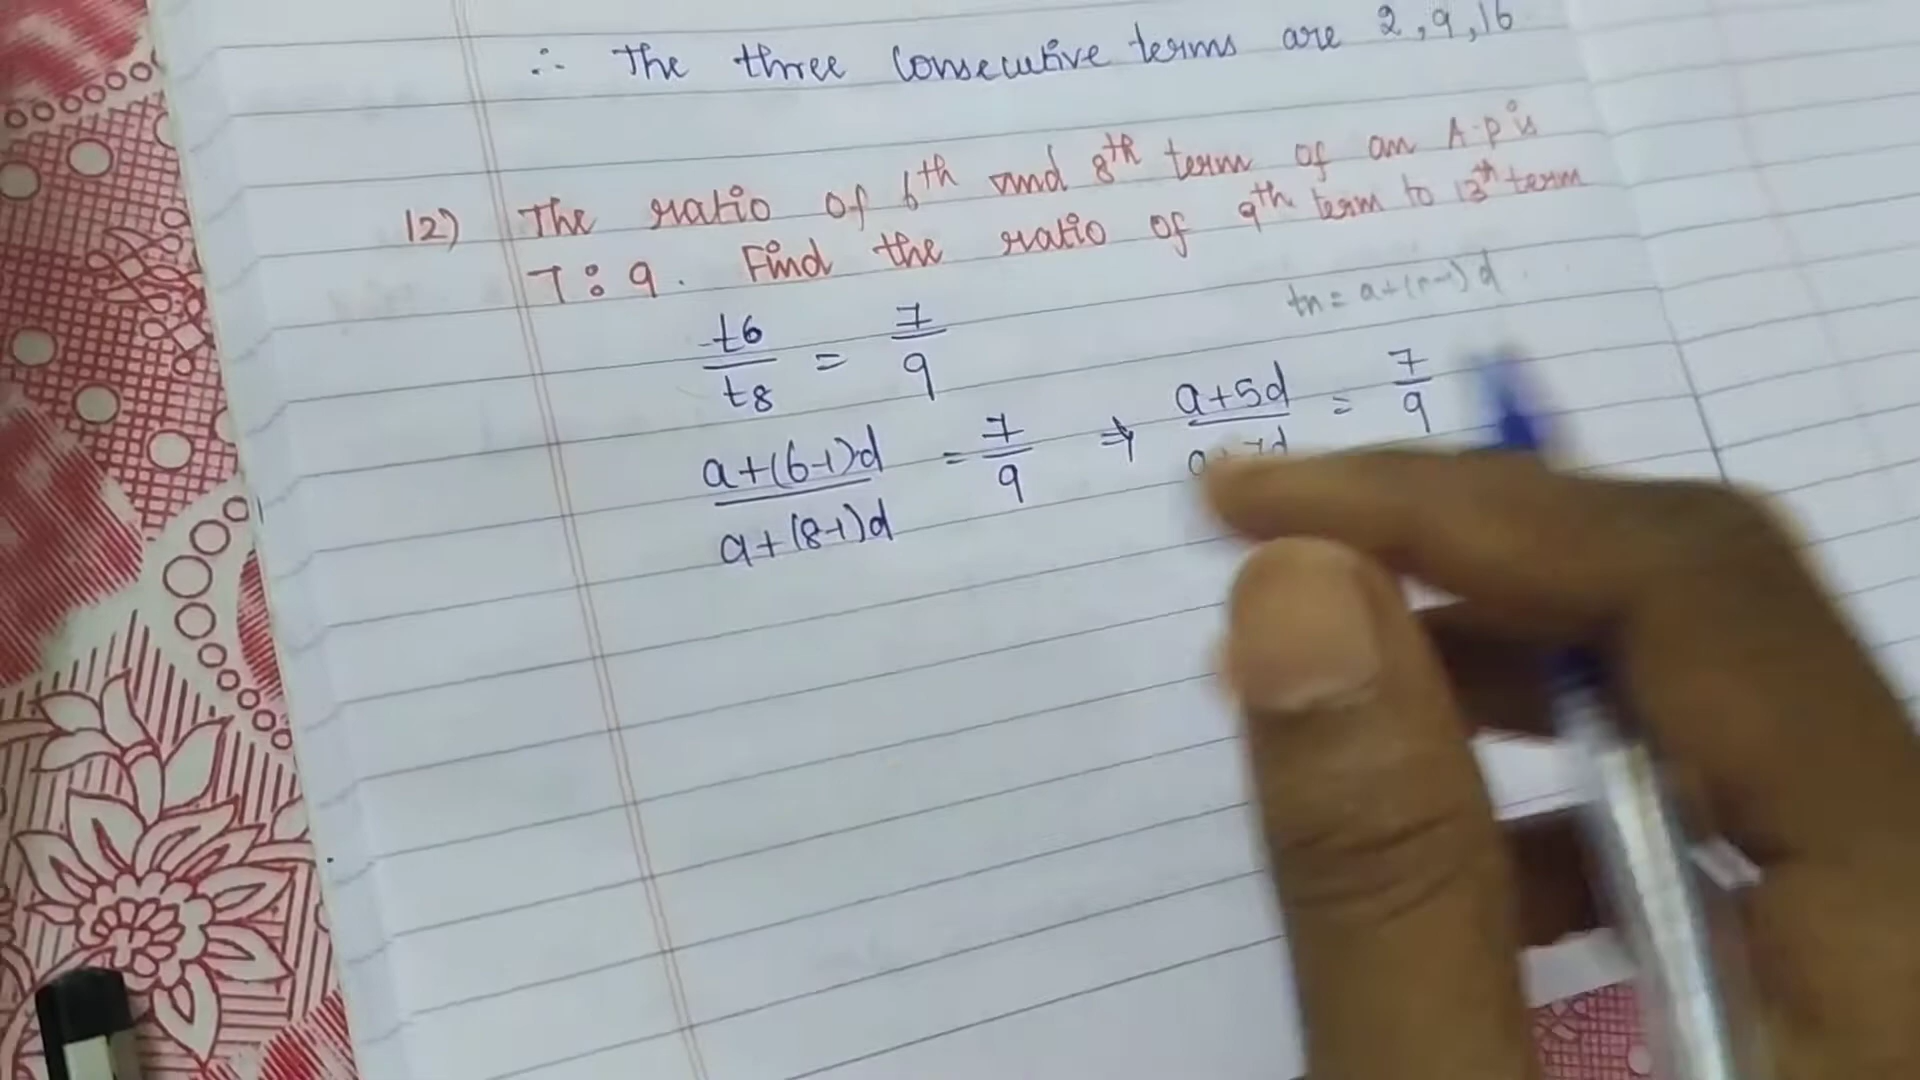 ∴ The three consecutive terms are 2, 9, 16
12) The ratio of 6th and 8th term of an A.P is
7 : 9. Find the ratio of 9th term to 13th term
tn = a+(n-1)d
t6/t8 = 7/9
a+(6-1)d/a+(8-1)d = 7/9 ⇒ a+5d/a+7d = 7/9